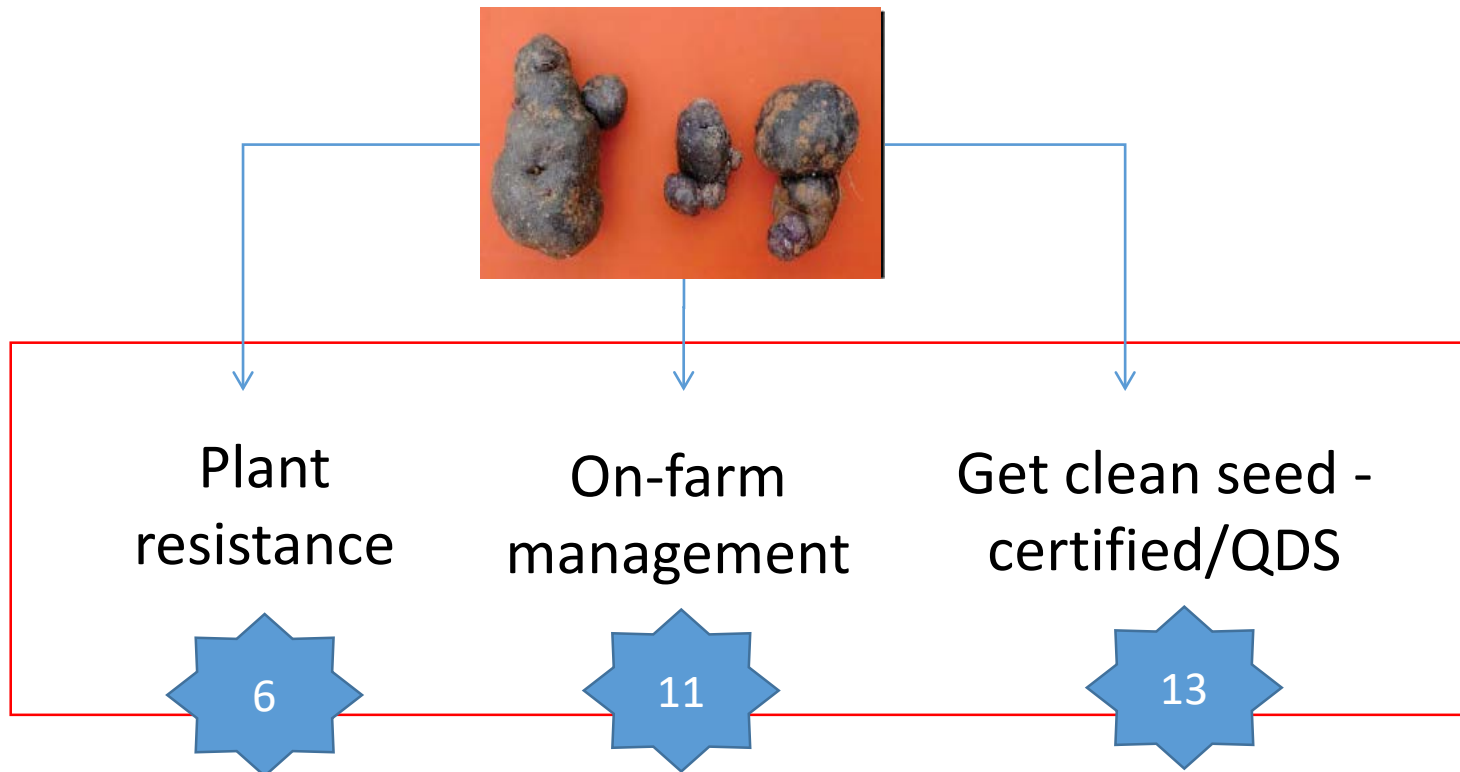 Plant
resistance
On-farm
management
Get clean seed -
certified/QDS
6
11
13